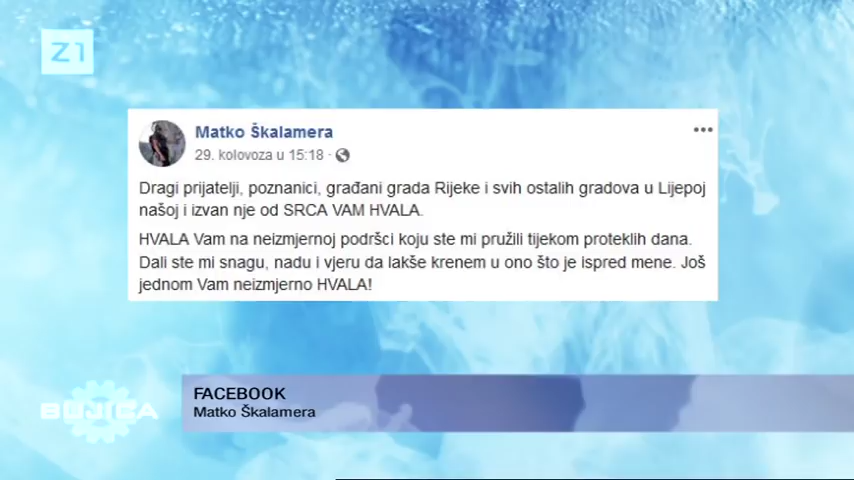 Z1
Matko Škalamera
29. kolovoza u 15:18 ·
Dragi prijatelji, poznanici, građani grada Rijeke i svih ostalih gradova u Lijepoj
našoj i izvan nje od SRCA VAM HVALA.
HVALA Vam na neizmjernoj podršci koju ste mi pružili tijekom proteklih dana.
Dali ste mi snagu, nadu i vjeru da lakše krenem u ono što je ispred mene. Još
jednom Vam neizmjerno HVALA!
BUJICA
FACEBOOK
Matko Škalamera